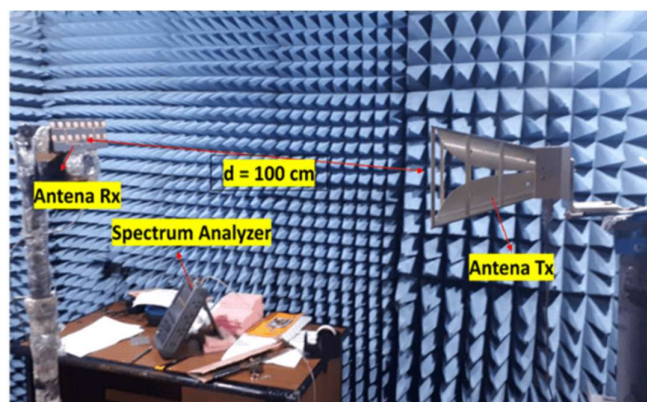 d = 100 cm
Antena Rx
Spectrum Analyzer
Antena Tx